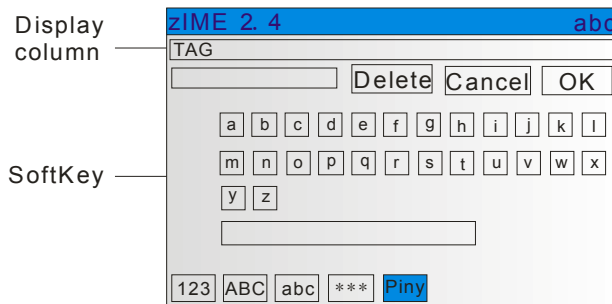 zIME 2. 4 abc
Display column
TAG
Delete Cancel OK
a b c d e f g h i j k l
SoftKey
m n o p q r s t u v w x
y z
123 ABC abc *** Piny